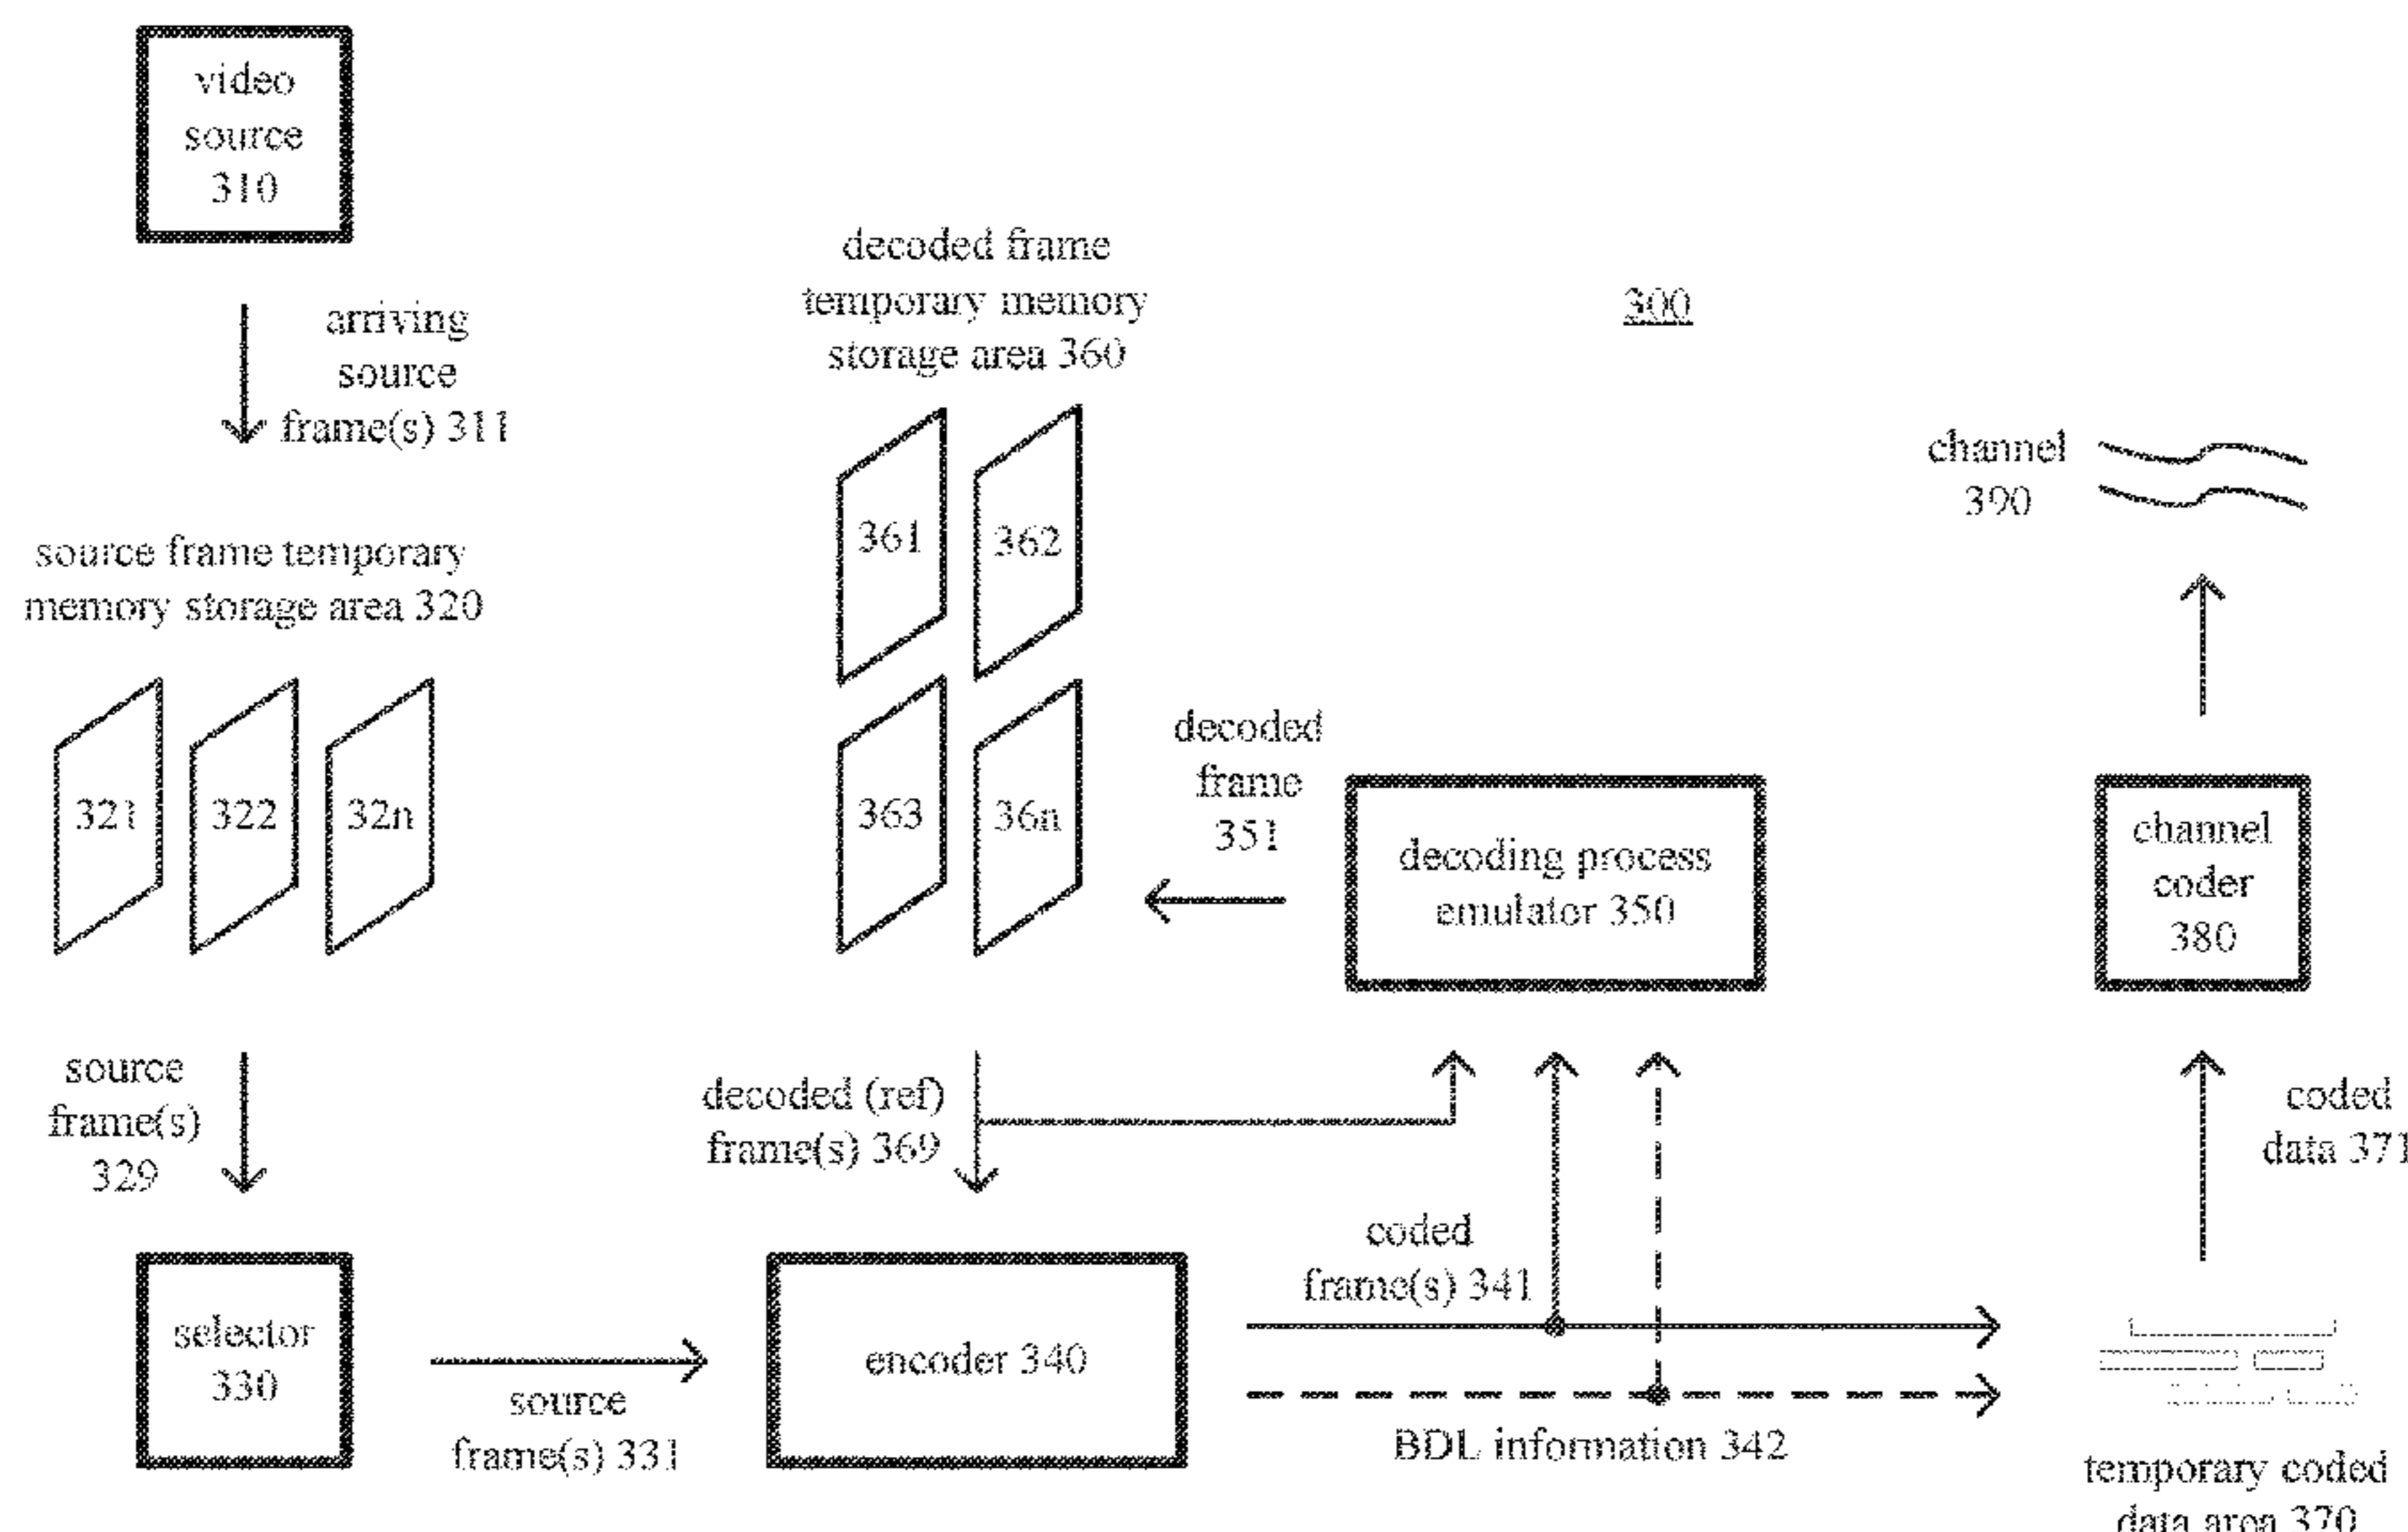 video
source
310
arriving
source
frame(s) 311
source frame temporary
memory storage area 320
321
322
32n
source
frame(s)
329
selector
330
source
frame(s) 331
decoded frame
temporary memory
storage area 360
361
362
363
36n
decoded
frame
351
decoding process
emulator 350
decoded (ref)
frame(s) 369
encoder 340
coded
frame(s) 341
BDL information 342
300
channel
390
channel
coder
380
coded
data 371
temporary coded
data area 370